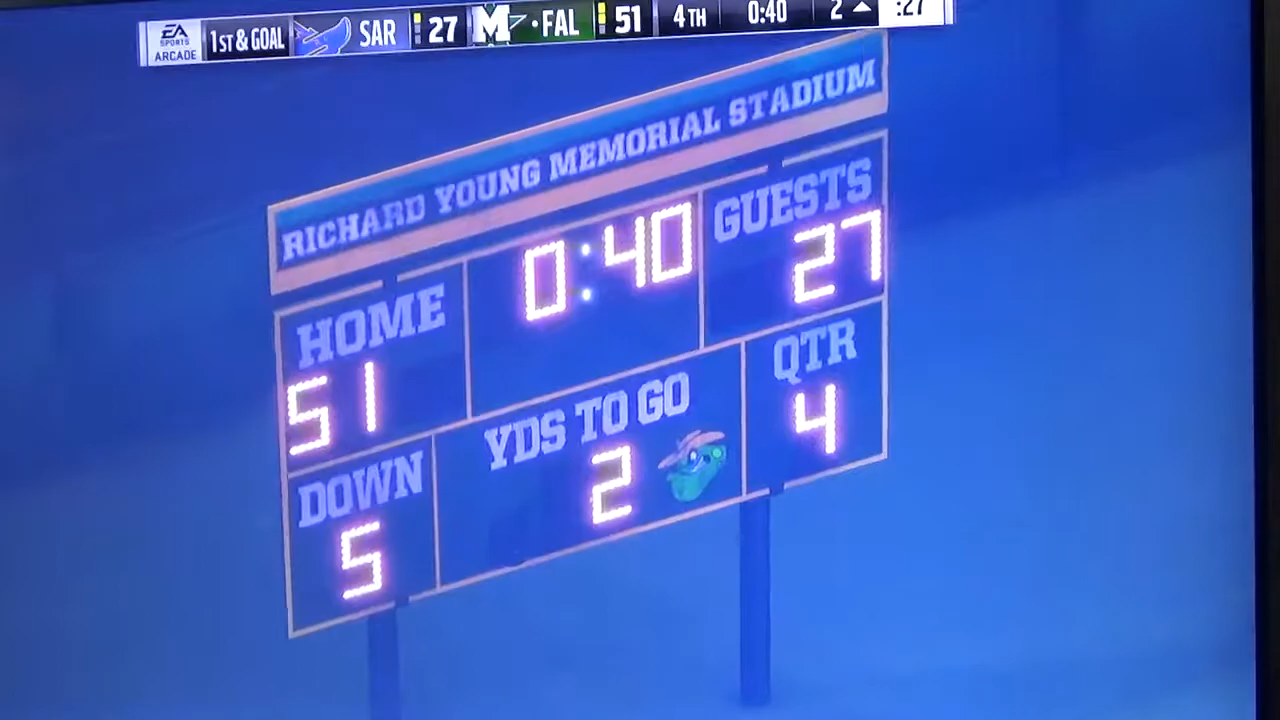 EA SPORTS ARCADE 1ST & GOAL SAR 27 M FAL 51 4TH 0:40 2 :27
RICHARD YOUNG MEMORIAL STADIUM
HOME 0:40 GUESTS
51 27
DOWN YDS TO GO QTR
5 2 4